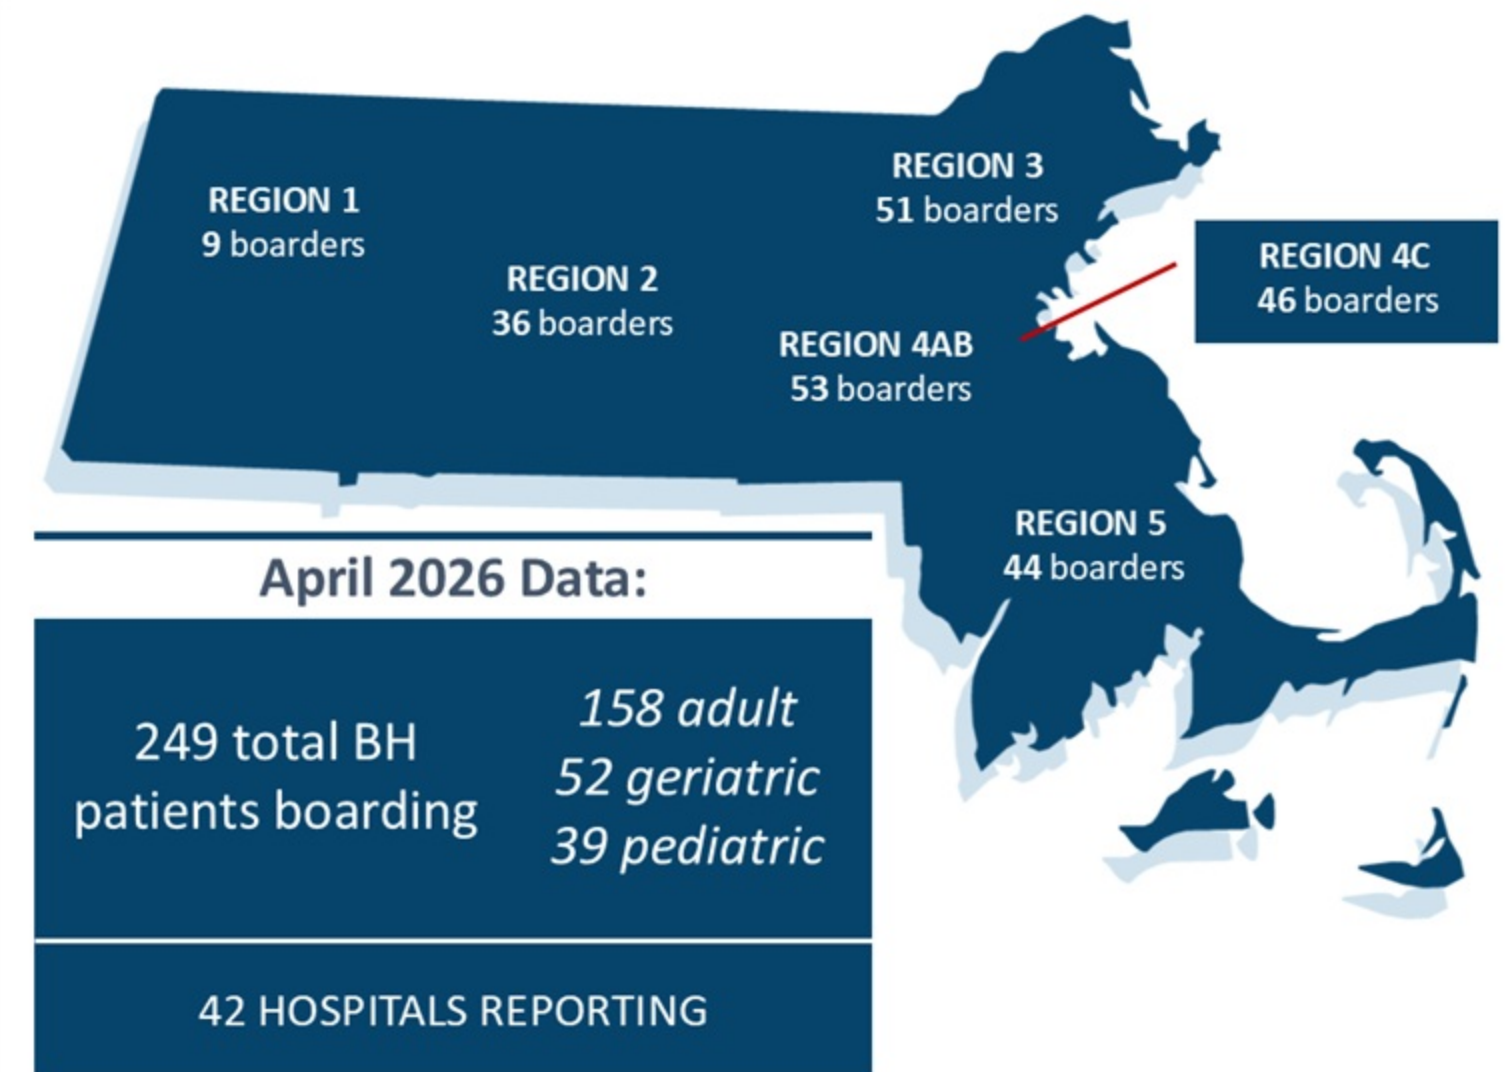 REGION 1
9 boarders
REGION 2
36 boarders
REGION 3
51 boarders
REGION 4AB
53 boarders
REGION 4C
46 boarders
REGION 5
44 boarders
April 2026 Data:
249 total BH
patients boarding
158 adult
52 geriatric
39 pediatric
42 HOSPITALS REPORTING